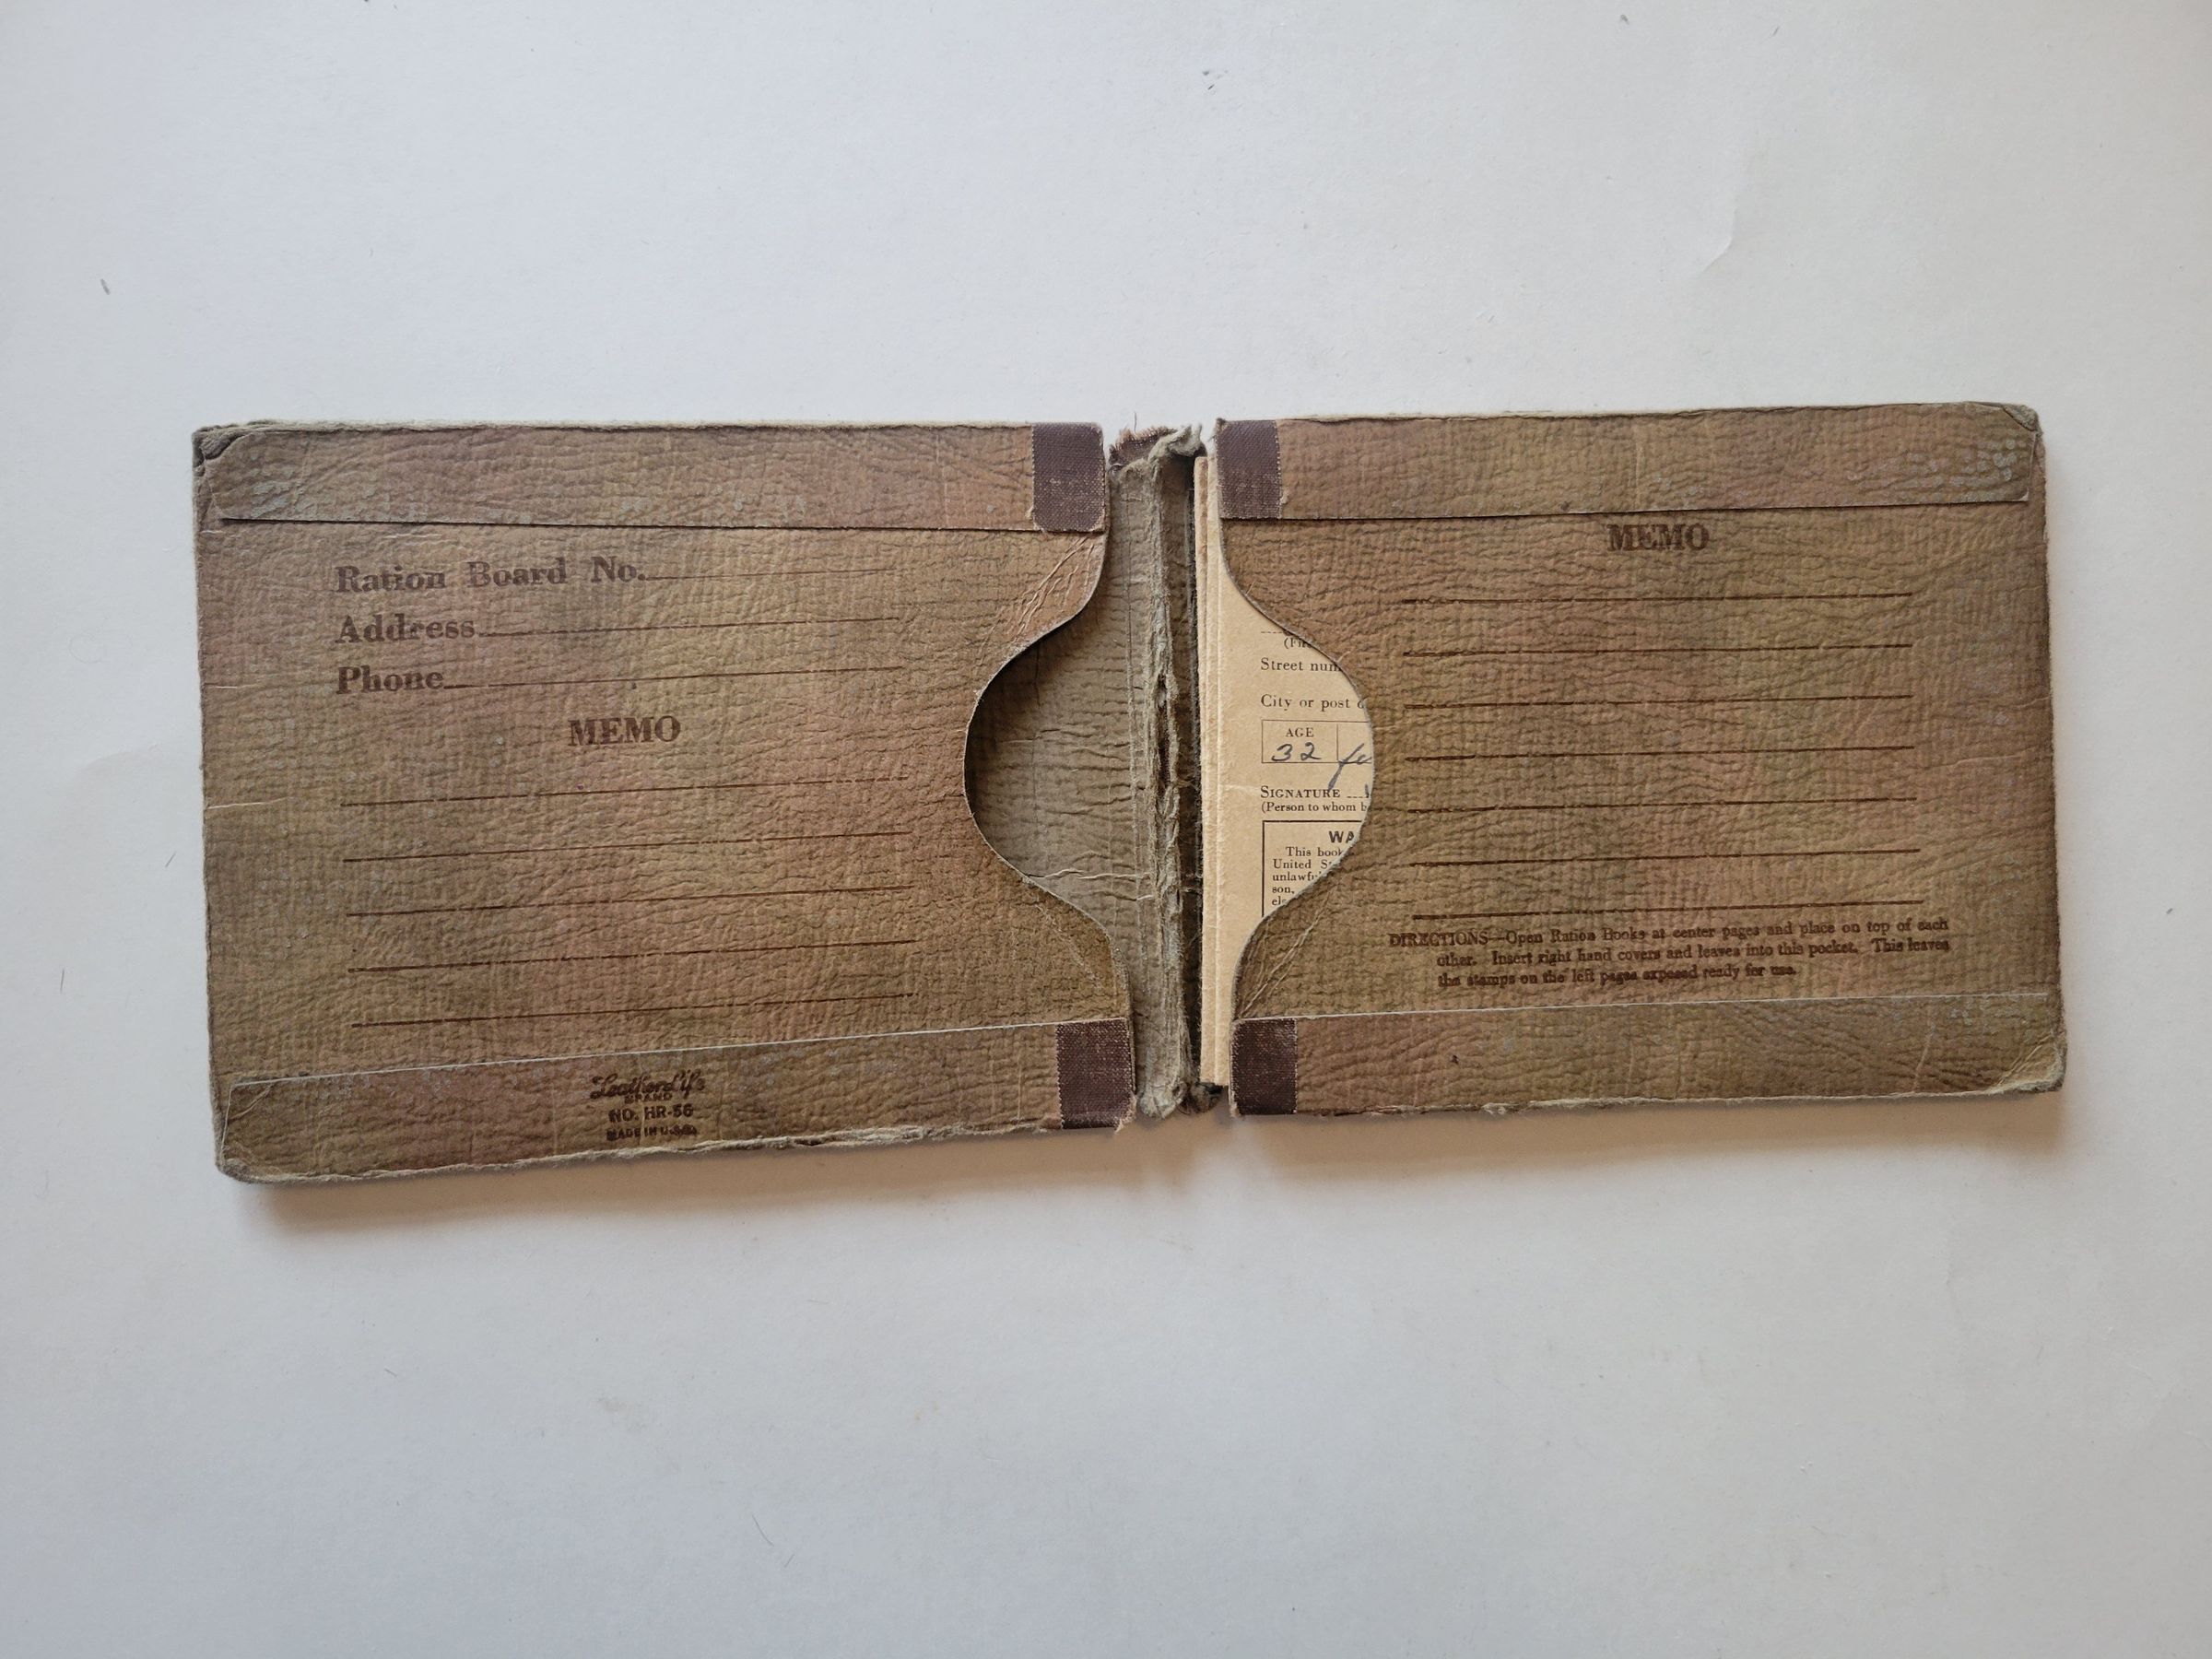 Ration Board No.
Address
Phone
MEMO
LeatherLife
BRAND
NO. HR-56
MADE IN U.S.A.
Street num
City or post
AGE
32
SIGNATURE
(Person to whom b
WA
This book
United S
unlawfu
son,
MEMO
DIRECTIONS—Open Ration Books at center pages and place on top of each
other. Insert right hand covers and leaves into this pocket. This leaves
the stamps on the left pages exposed ready for use.